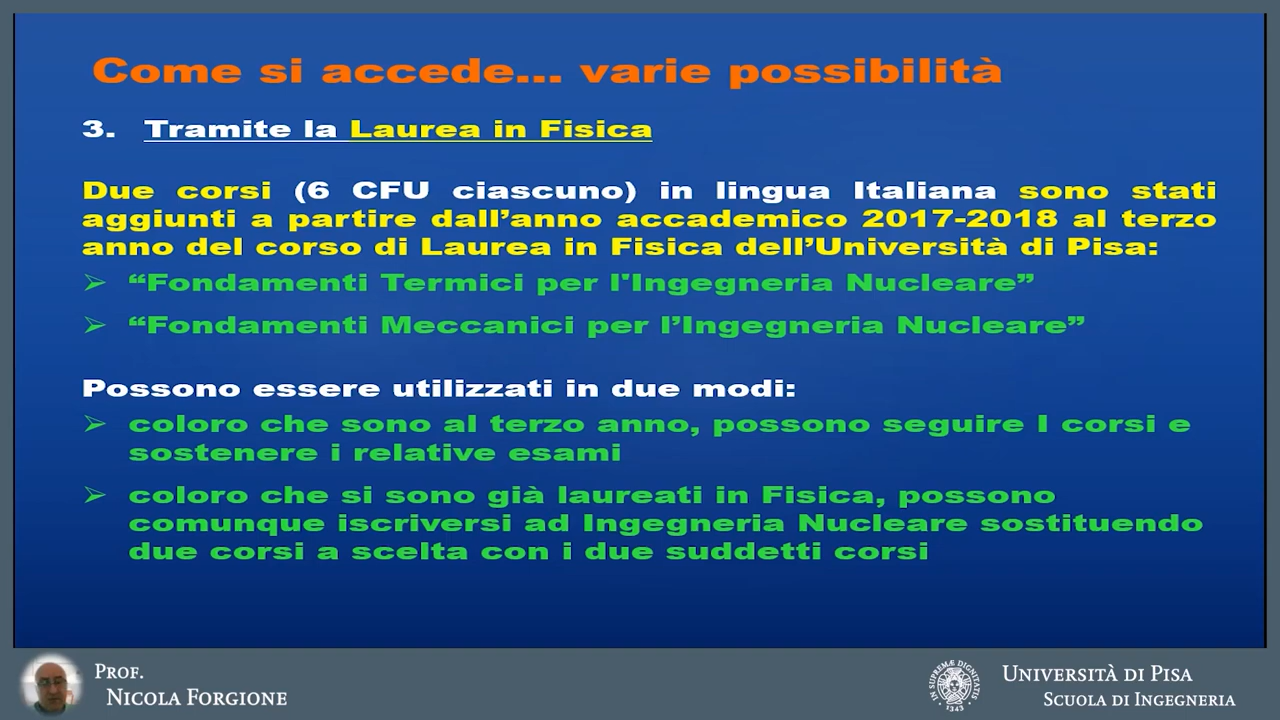 Come si accede... varie possibilità
3. Tramite la Laurea in Fisica
Due corsi (6 CFU ciascuno) in lingua Italiana sono stati
aggiunti a partire dall'anno accademico 2017-2018 al terzo
anno del corso di Laurea in Fisica dell'Università di Pisa:
➢ “Fondamenti Termici per l'Ingegneria Nucleare”
➢ “Fondamenti Meccanici per l’Ingegneria Nucleare”
Possono essere utilizzati in due modi:
➢ coloro che sono al terzo anno, possono seguire I corsi e
sostenere i relative esami
➢ coloro che si sono già laureati in Fisica, possono
comunque iscriversi ad Ingegneria Nucleare sostituendo
due corsi a scelta con i due suddetti corsi
PROF.
NICOLA FORGIONE
IN SUPREMÆ DIGNITATIS
1343
UNIVERSITÀ DI PISA
SCUOLA DI INGEGNERIA